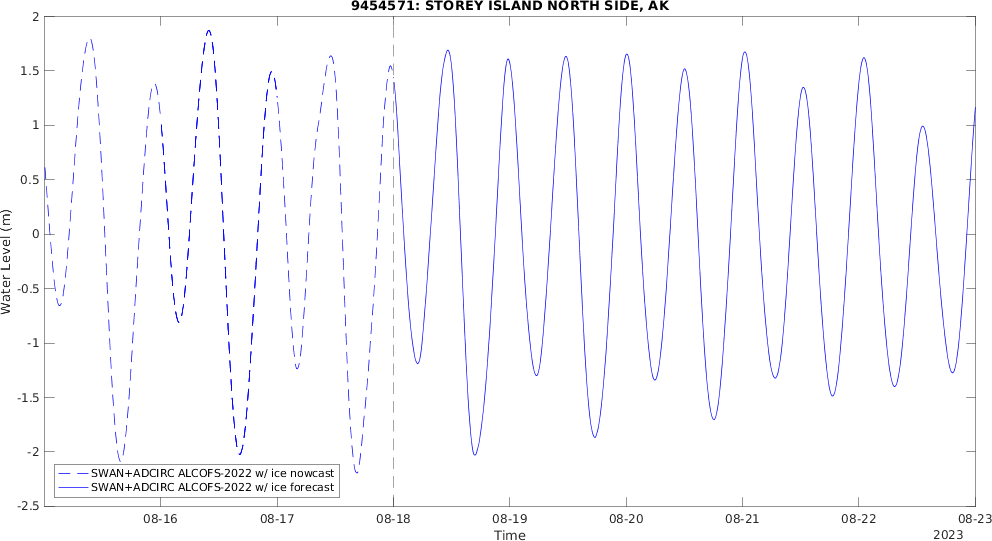 9454571: STOREY ISLAND NORTH SIDE, AK
Water Level (m)
2
1.5
1
0.5
0
-0.5
-1
-1.5
-2
-2.5
SWAN+ADCIRC ALCOFS-2022 w/ ice nowcast
SWAN+ADCIRC ALCOFS-2022 w/ ice forecast
08-16 08-17 08-18 08-19 08-20 08-21 08-22 08-23
Time
2023